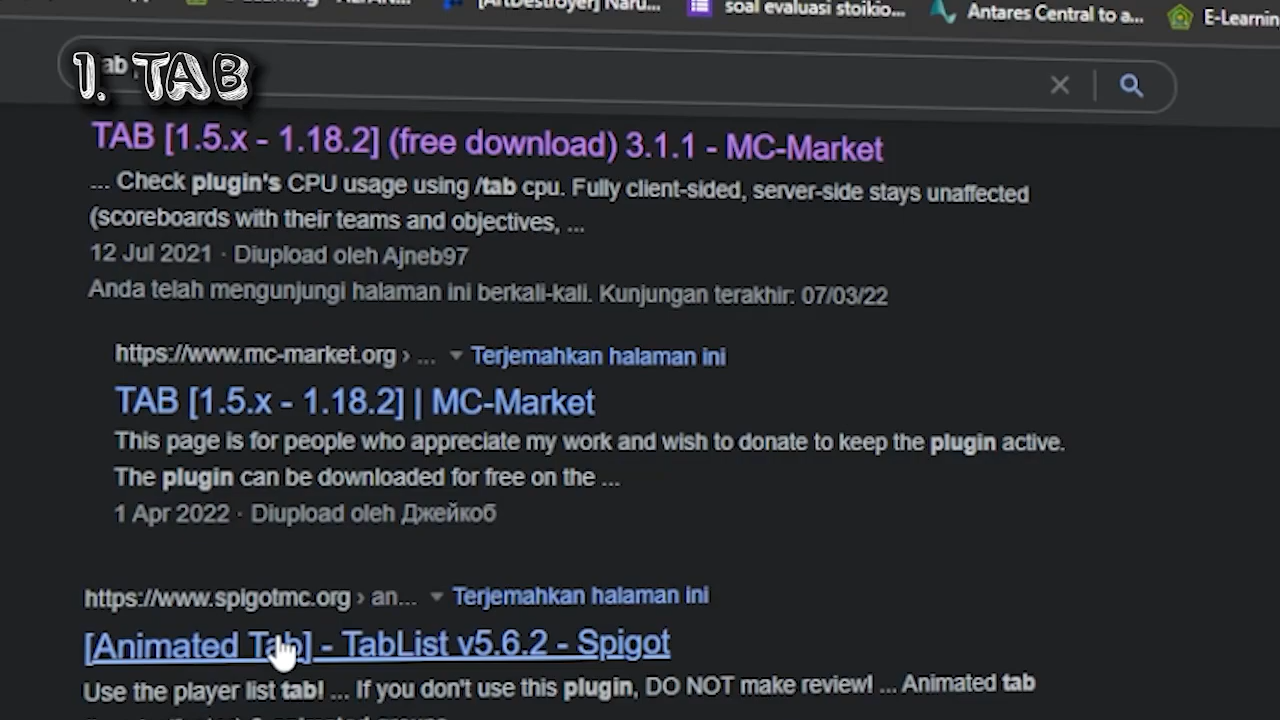 [ArtDestroyer] Naru...
soal evaluasi stoikio...
Antares Central to a...
E-Learning
1. TAB
TAB [1.5.x - 1.18.2] (free download) 3.1.1 - MC-Market
... Check plugin's CPU usage using /tab cpu. Fully client-sided, server-side stays unaffected
(scoreboards with their teams and objectives, ...
12 Jul 2021 · Diupload oleh Ajneb97
Anda telah mengunjungi halaman ini berkali-kali. Kunjungan terakhir: 07/03/22
https://www.mc-market.org › ... Terjemahkan halaman ini
TAB [1.5.x - 1.18.2] | MC-Market
This page is for people who appreciate my work and wish to donate to keep the plugin active.
The plugin can be downloaded for free on the ...
1 Apr 2022 · Diupload oleh Джейкоб
https://www.spigotmc.org › an... Terjemahkan halaman ini
[Animated Tab] - TabList v5.6.2 - Spigot
Use the player list tab! ... If you don't use this plugin, DO NOT make review! ... Animated tab